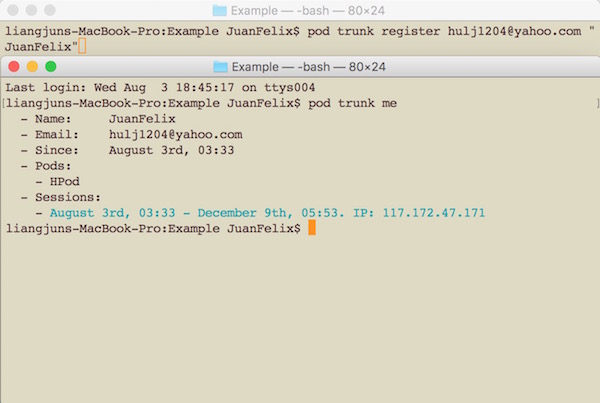 Example — -bash — 80×24
liangjuns-MacBook-Pro:Example JuanFelix$ pod trunk register hulj1204@yahoo.com "
JuanFelix"
Example — -bash — 80×24
Last login: Wed Aug  3 18:45:17 on ttys004
[liangjuns-MacBook-Pro:Example JuanFelix$ pod trunk me ]
  - Name:     JuanFelix
  - Email:    hulj1204@yahoo.com
  - Since:    August 3rd, 03:33
  - Pods:
    - HPod
  - Sessions:
    - August 3rd, 03:33 - December 9th, 05:53. IP: 117.172.47.171
liangjuns-MacBook-Pro:Example JuanFelix$